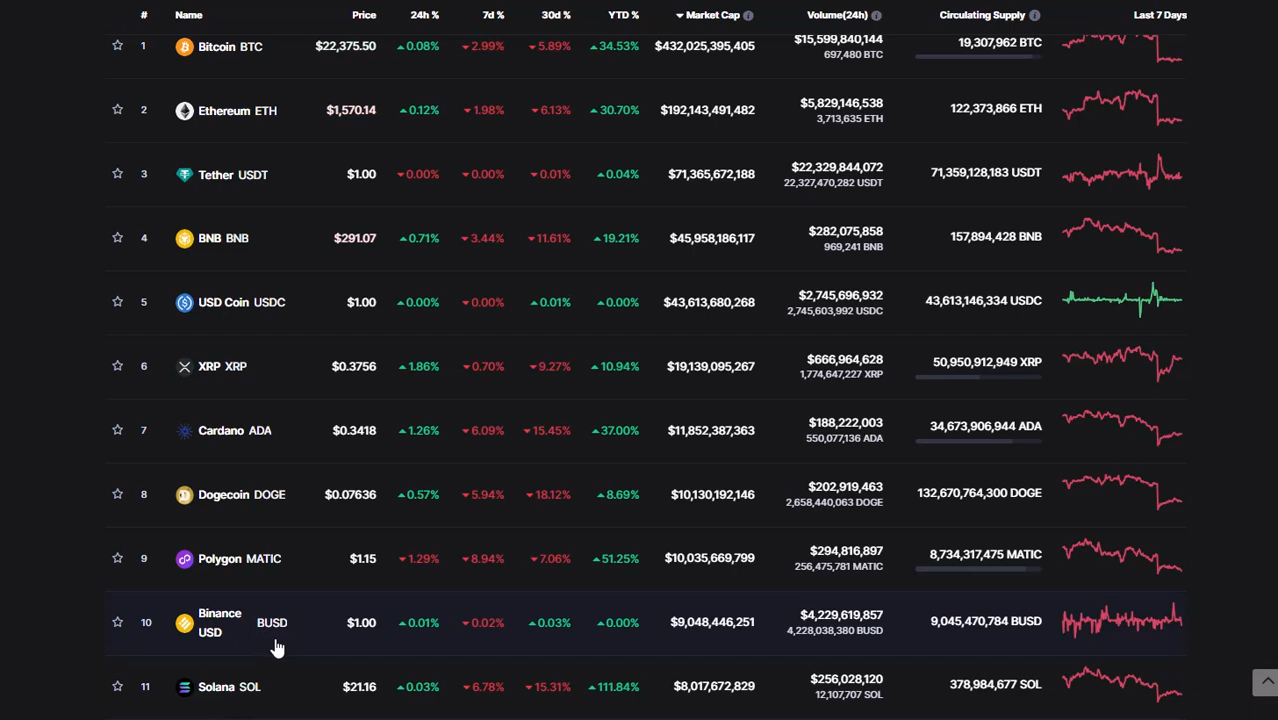 # Name Price 24h % 7d % 30d % YTD % Market Cap Volume(24h) Circulating Supply Last 7 Days
1 Bitcoin BTC $22,375.50 0.08% 2.99% 5.89% 34.53% $432,025,395,405 $15,599,840,144 19,307,962 BTC
697,480 BTC
2 Ethereum ETH $1,570.14 0.12% 1.98% 6.13% 30.70% $192,143,491,482 $5,829,146,538 122,373,866 ETH
3,713,635 ETH
3 Tether USDT $1.00 0.00% 0.00% 0.01% 0.04% $71,365,672,188 $22,329,844,072 71,359,128,183 USDT
22,327,470,282 USDT
4 BNB BNB $291.07 0.71% 3.44% 11.61% 19.21% $45,958,186,117 $282,075,858 157,894,428 BNB
969,241 BNB
5 USD Coin USDC $1.00 0.00% 0.00% 0.01% 0.00% $43,613,680,268 $2,745,696,932 43,613,146,334 USDC
2,745,603,992 USDC
6 XRP XRP $0.3756 1.86% 0.70% 9.27% 10.94% $19,139,095,267 $666,964,628 50,950,912,949 XRP
1,774,647,227 XRP
7 Cardano ADA $0.3418 1.26% 6.09% 15.45% 37.00% $11,852,387,363 $188,222,003 34,673,906,944 ADA
550,077,136 ADA
8 Dogecoin DOGE $0.07636 0.57% 5.94% 18.12% 8.69% $10,130,192,146 $202,919,463 132,670,764,300 DOGE
2,658,440,063 DOGE
9 Polygon MATIC $1.15 1.29% 8.94% 7.06% 51.25% $10,035,669,799 $294,816,897 8,734,317,475 MATIC
256,475,781 MATIC
10 Binance USD BUSD $1.00 0.01% 0.02% 0.03% 0.00% $9,048,446,251 $4,229,619,857 9,045,470,784 BUSD
4,228,038,380 BUSD
11 Solana SOL $21.16 0.03% 6.78% 15.31% 111.84% $8,017,672,829 $256,028,120 378,984,677 SOL
12,107,707 SOL